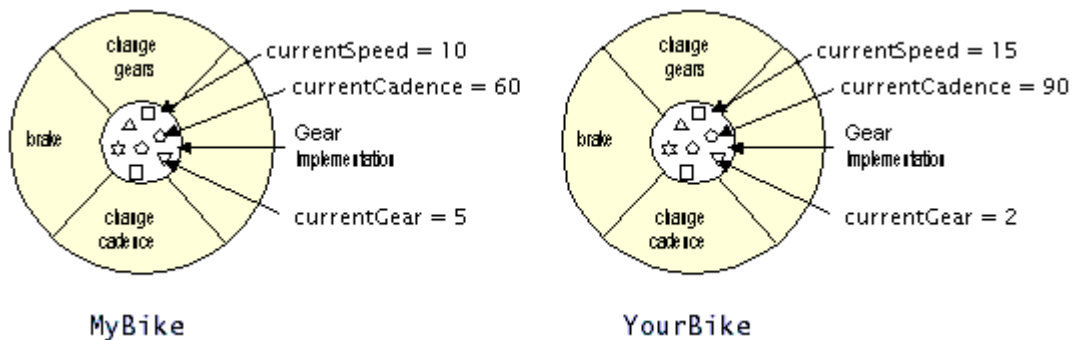 change
gears
currentSpeed = 10
currentCadence = 60
brake
Gear
Implementation
currentGear = 5
change
cadence
MyBike
change
gears
currentSpeed = 15
currentCadence = 90
brake
Gear
Implementation
currentGear = 2
change
cadence
YourBike